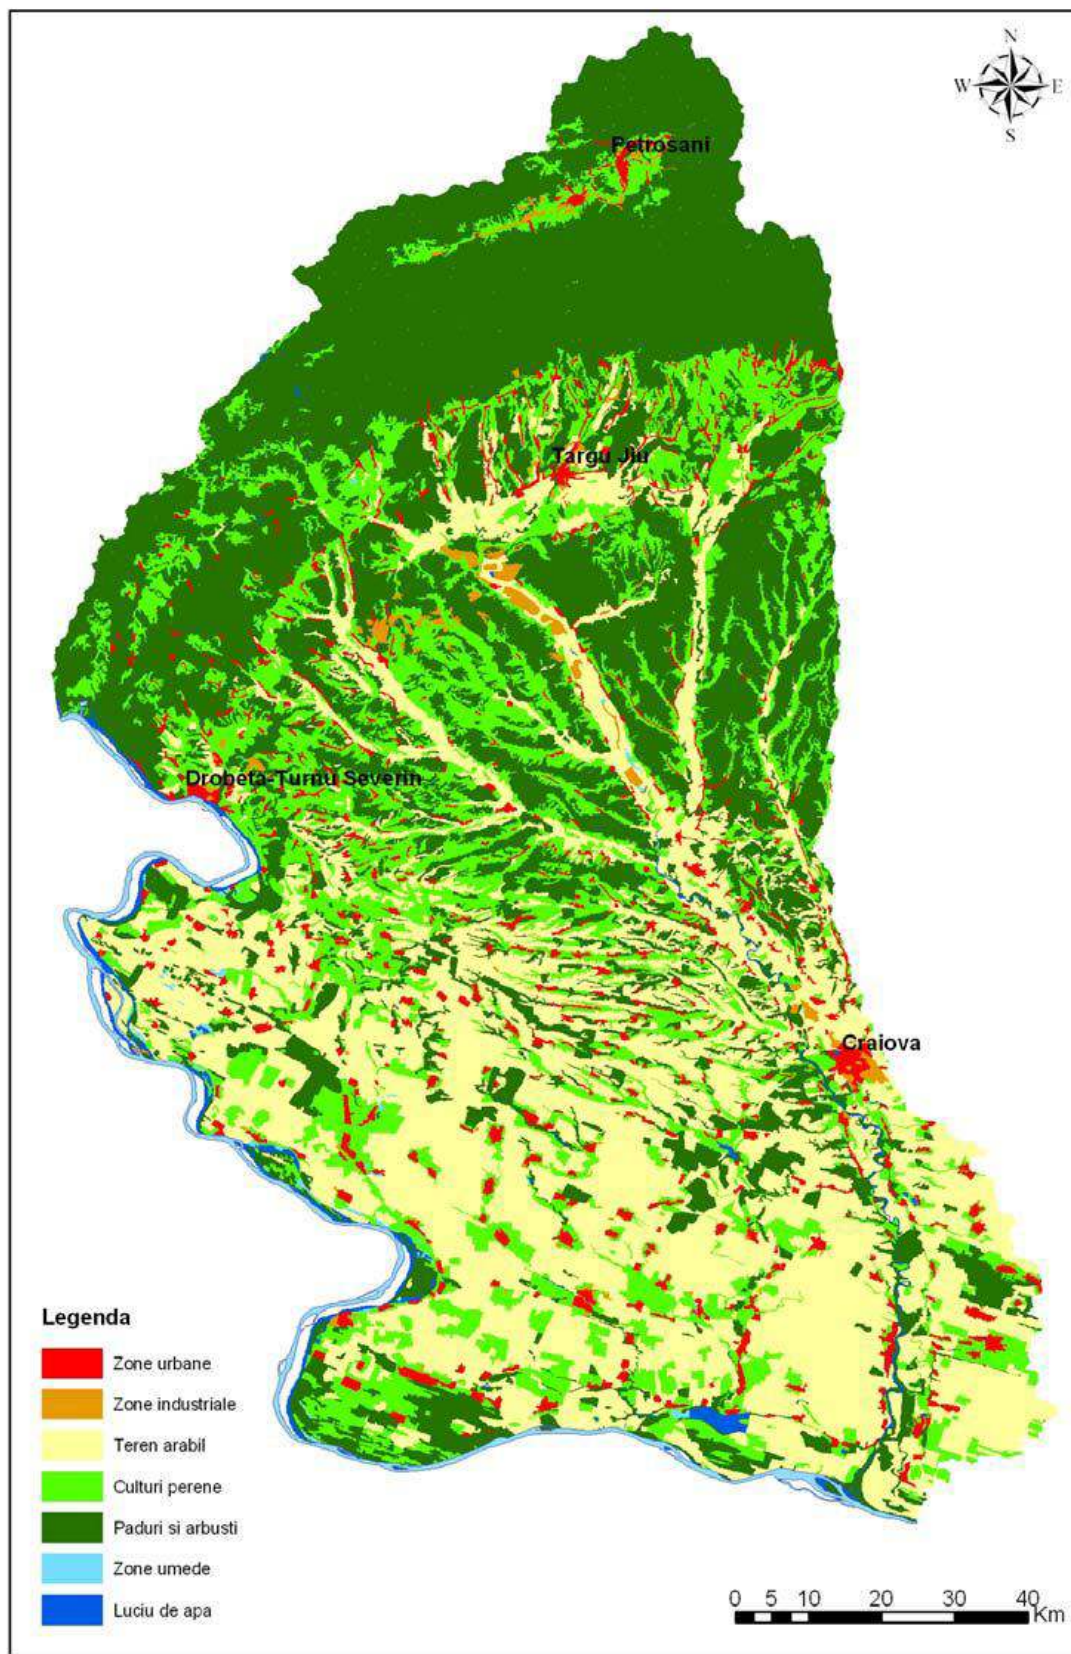 N
W E
S
Petrosani
Targu Jiu
Drobeta-Turnu Severin
Craiova
Legenda
Zone urbane
Zone industriale
Teren arabil
Culturi perene
Paduri si arbusti
Zone umede
Luciu de apa
0 5 10 20 30 40
Km